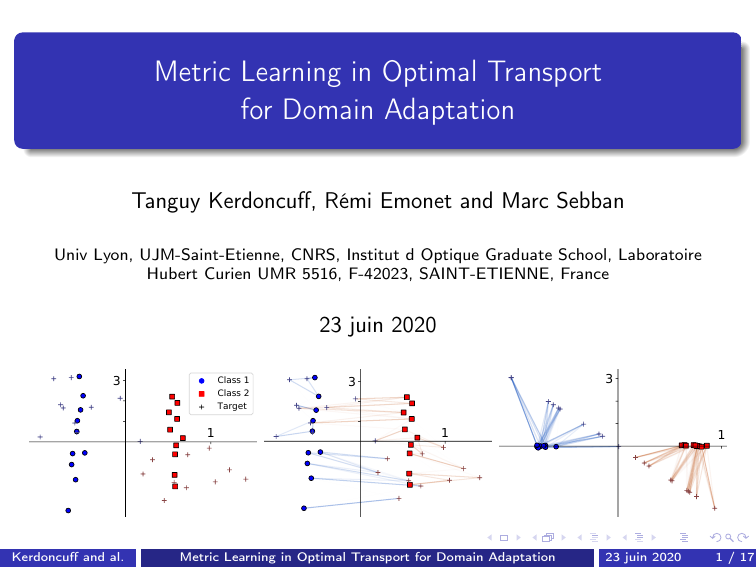 Metric Learning in Optimal Transport
for Domain Adaptation
Tanguy Kerdoncuff, Rémi Emonet and Marc Sebban
Univ Lyon, UJM-Saint-Etienne, CNRS, Institut d Optique Graduate School, Laboratoire
Hubert Curien UMR 5516, F-42023, SAINT-ETIENNE, France
23 juin 2020
3
Class 1
Class 2
Target
1
3
1
3
1
Kerdoncuff and al.
Metric Learning in Optimal Transport for Domain Adaptation
23 juin 2020
1 / 17